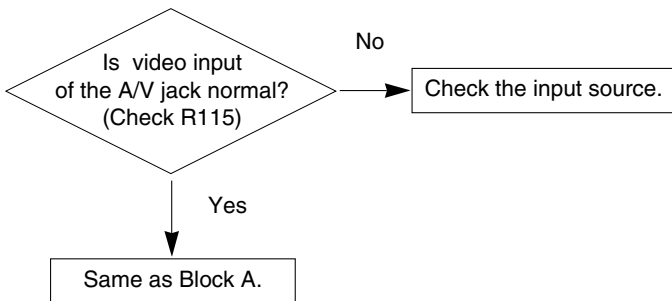 Is video input
of the A/V jack normal?
(Check R115)
No
Check the input source.
Yes
Same as Block A.